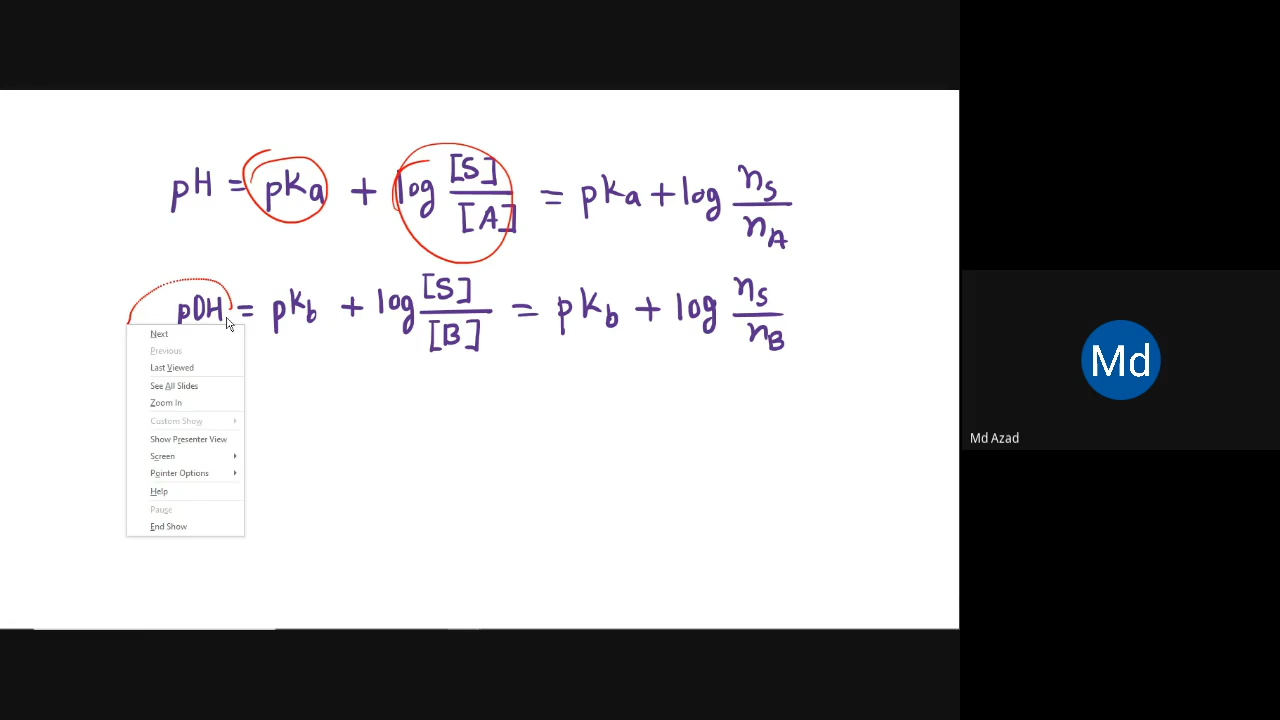 pH = pKa + log [S]/[A] = pKa + log nS/nA
pOH = pKb + log [S]/[B] = pKb + log nS/nB
Next
Previous
Last Viewed
See All Slides
Zoom In
Custom Show
Show Presenter View
Screen
Pointer Options
Help
Pause
End Show
Md
Md Azad